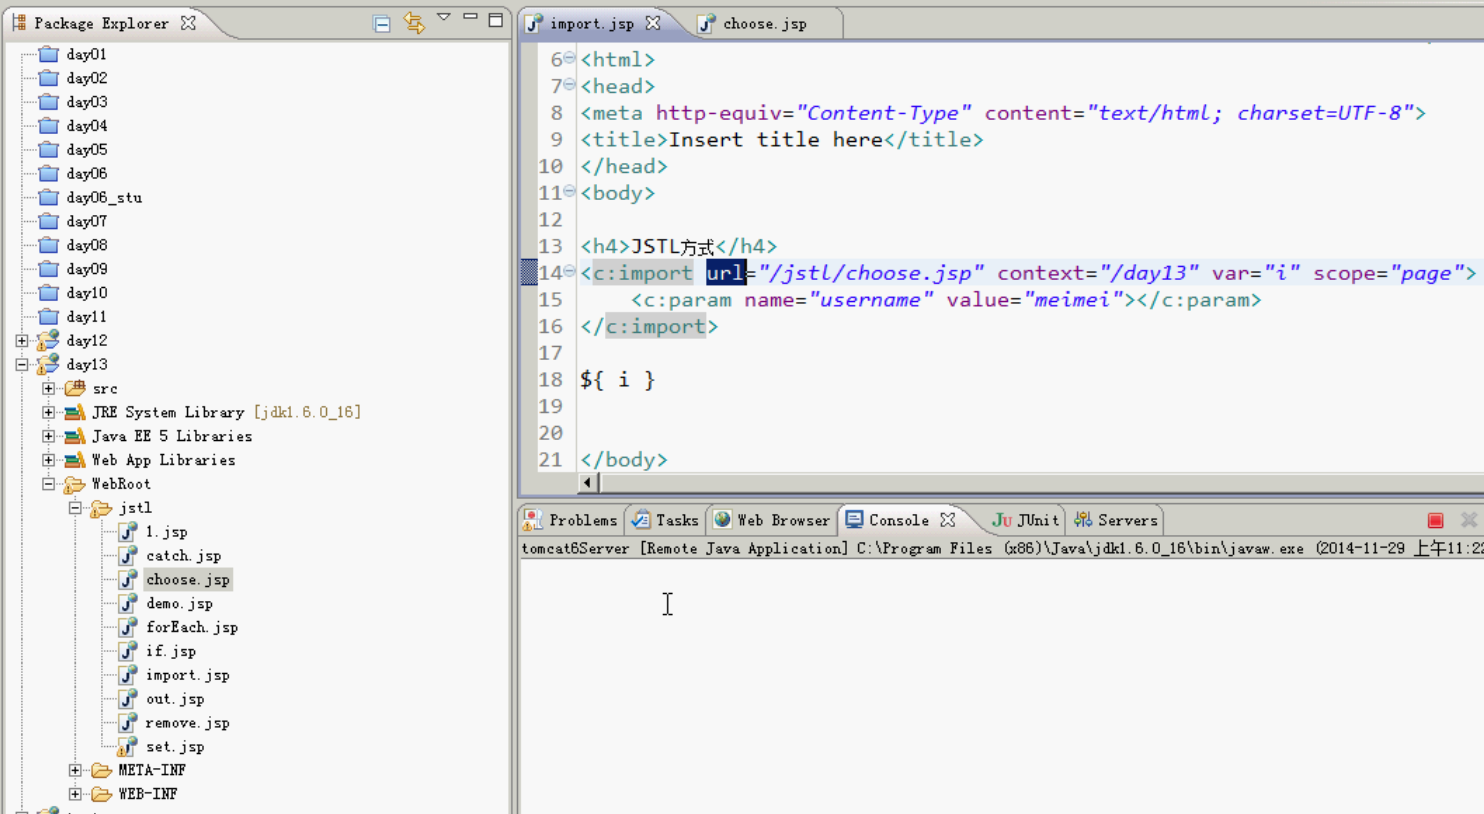 Package Explorer
day01
day02
day03
day04
day05
day06
day06_stu
day07
day08
day09
day10
day11
day12
day13
src
JRE System Library [jdk1.6.0_16]
Java EE 5 Libraries
Web App Libraries
WebRoot
jstl
1.jsp
catch.jsp
choose.jsp
demo.jsp
forEach.jsp
if.jsp
import.jsp
out.jsp
remove.jsp
set.jsp
META-INF
WEB-INF
import.jsp choose.jsp
6 <html>
7 <head>
8 <meta http-equiv="Content-Type" content="text/html; charset=UTF-8">
9 <title>Insert title here</title>
10 </head>
11 <body>
12
13 <h4>JSTL方式</h4>
14 <c:import url="/jstl/choose.jsp" context="/day13" var="i" scope="page">
15 <c:param name="username" value="meimei"></c:param>
16 </c:import>
17
18 ${ i }
19
20
21 </body>
Problems Tasks Web Browser Console JUnit Servers
tomcat6Server [Remote Java Application] C:\Program Files (x86)\Java\jdk1.6.0_16\bin\javaw.exe (2014-11-29 上午11:22